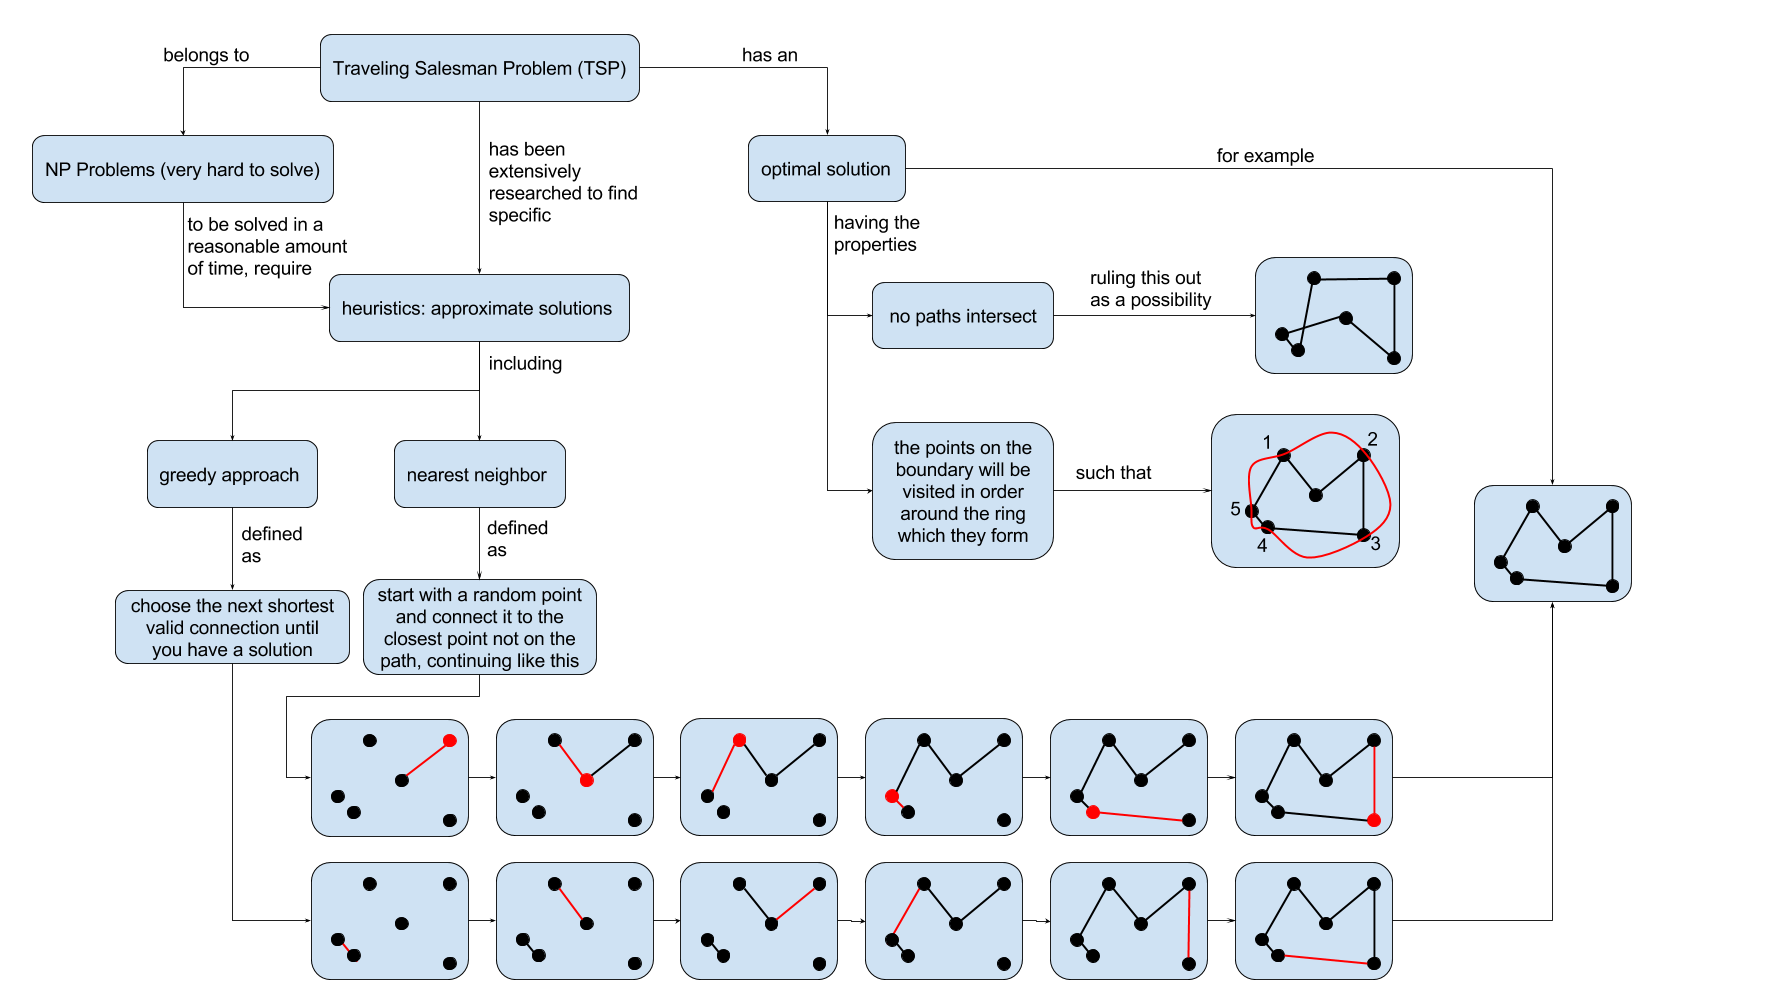 belongs to
Traveling Salesman Problem (TSP)
has an
NP Problems (very hard to solve)
has been
extensively
researched to find
specific
optimal solution
for example
to be solved in a
reasonable amount
of time, require
having the
properties
heuristics: approximate solutions
no paths intersect
ruling this out
as a possibility
including
greedy approach
nearest neighbor
the points on the
boundary will be
visited in order
around the ring
which they form
such that
1
2
5
4
3
defined
as
defined
as
choose the next shortest
valid connection until
you have a solution
start with a random point
and connect it to the
closest point not on the
path, continuing like this